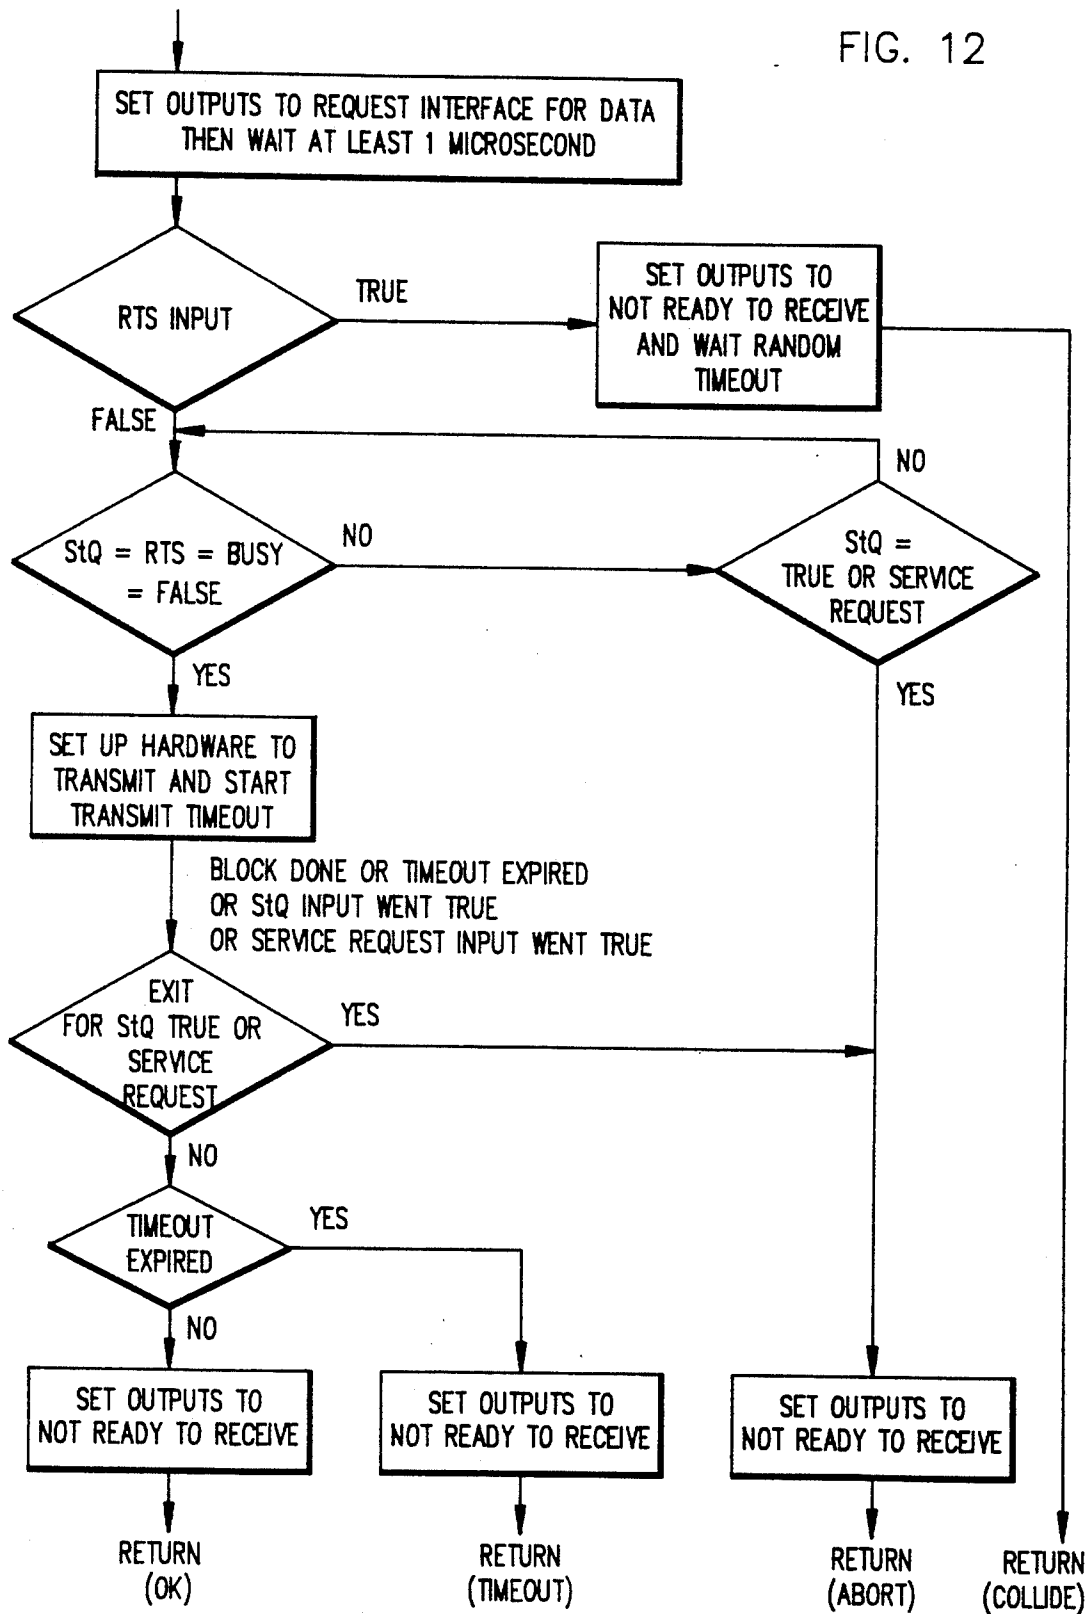 FIG. 12
SET OUTPUTS TO REQUEST INTERFACE FOR DATA
THEN WAIT AT LEAST 1 MICROSECOND
RTS INPUT
TRUE
SET OUTPUTS TO
NOT READY TO RECEIVE
AND WAIT RANDOM
TIMEOUT
FALSE
StQ = RTS = BUSY
= FALSE
NO
StQ =
TRUE OR SERVICE
REQUEST
NO
YES
YES
SET UP HARDWARE TO
TRANSMIT AND START
TRANSMIT TIMEOUT
BLOCK DONE OR TIMEOUT EXPIRED
OR StQ INPUT WENT TRUE
OR SERVICE REQUEST INPUT WENT TRUE
EXIT
FOR StQ TRUE OR
SERVICE
REQUEST
YES
NO
TIMEOUT
EXPIRED
YES
NO
SET OUTPUTS TO
NOT READY TO RECEIVE
SET OUTPUTS TO
NOT READY TO RECEIVE
SET OUTPUTS TO
NOT READY TO RECEIVE
RETURN
(OK)
RETURN
(TIMEOUT)
RETURN
(ABORT)
RETURN
(COLLIDE)